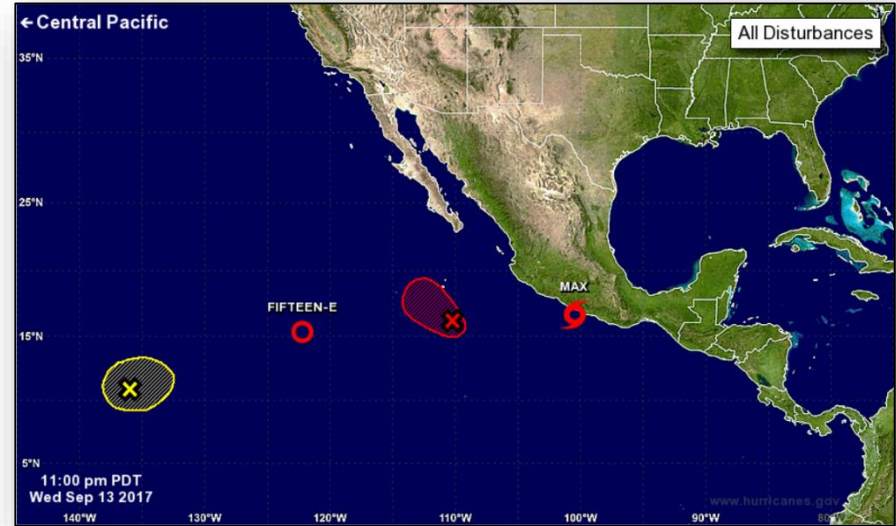 ← Central Pacific
All Disturbances
35°N
25°N
MAX
FIFTEEN-E
15°N
5°N
11:00 pm PDT
Wed Sep 13 2017
www.hurricanes.gov
140°W 130°W 120°W 110°W 100°W 90°W 80°W